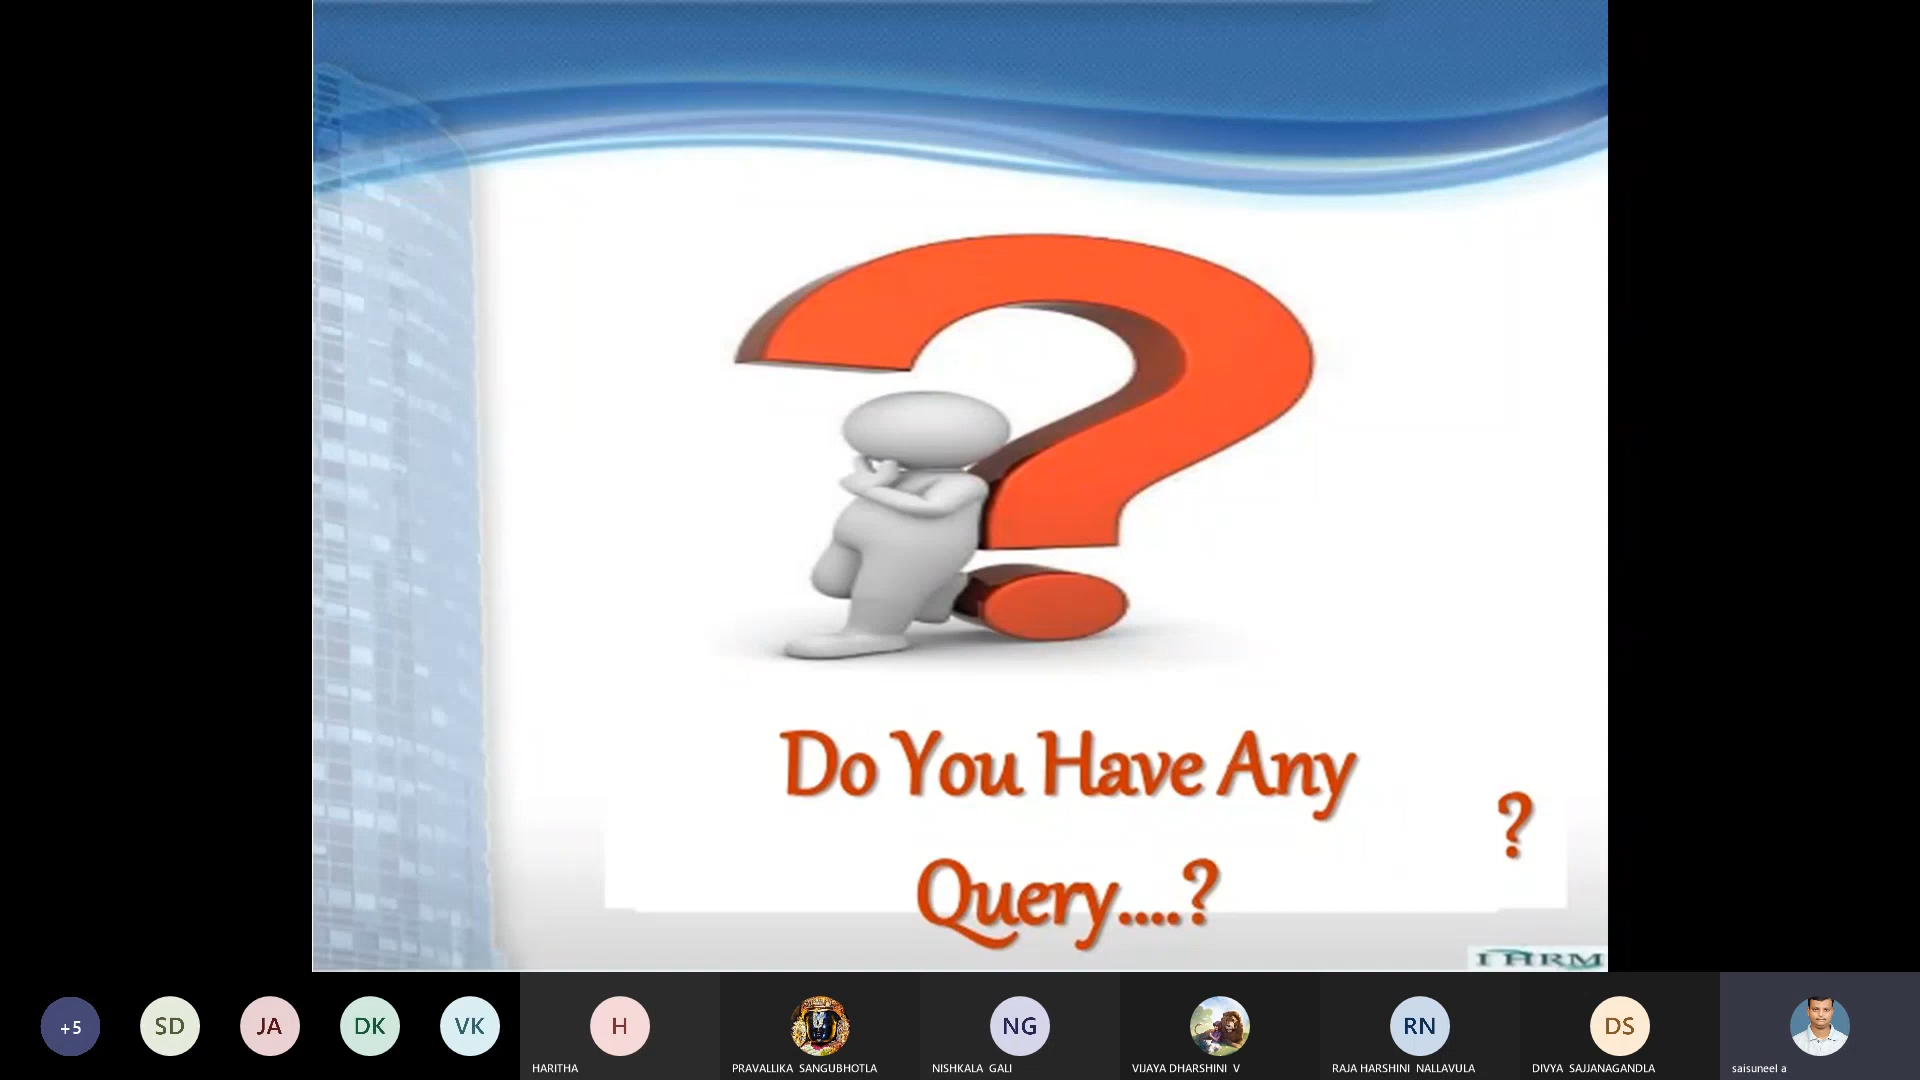 Do You Have Any
?
Query....?
IHRM
+5
SD
JA
DK
VK
H
NG
RN
DS
HARITHA
PRAVALLIKA SANGUBHOTLA
NISHKALA GALI
VIJAYA DHARSHINI V
RAJA HARSHINI NALLAVULA
DIVYA SAJJANAGANDLA
saisuneel a